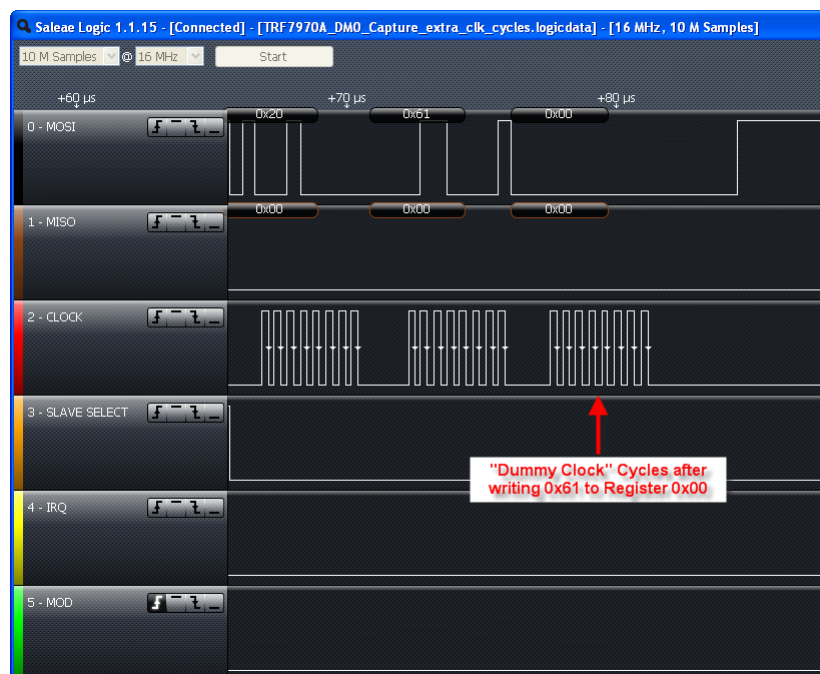 Saleae Logic 1.1.15 - [Connected] - [TRF7970A_DM0_Capture_extra_clk_cycles.logicdata] - [16 MHz, 10 M Samples]
10 M Samples @ 16 MHz Start
+60 µs +70 µs +80 µs
0 - MOSI 0x20 0x61 0x00
1 - MISO 0x00 0x00 0x00
2 - CLOCK
3 - SLAVE SELECT
"Dummy Clock" Cycles after
writing 0x61 to Register 0x00
4 - IRQ
5 - MOD